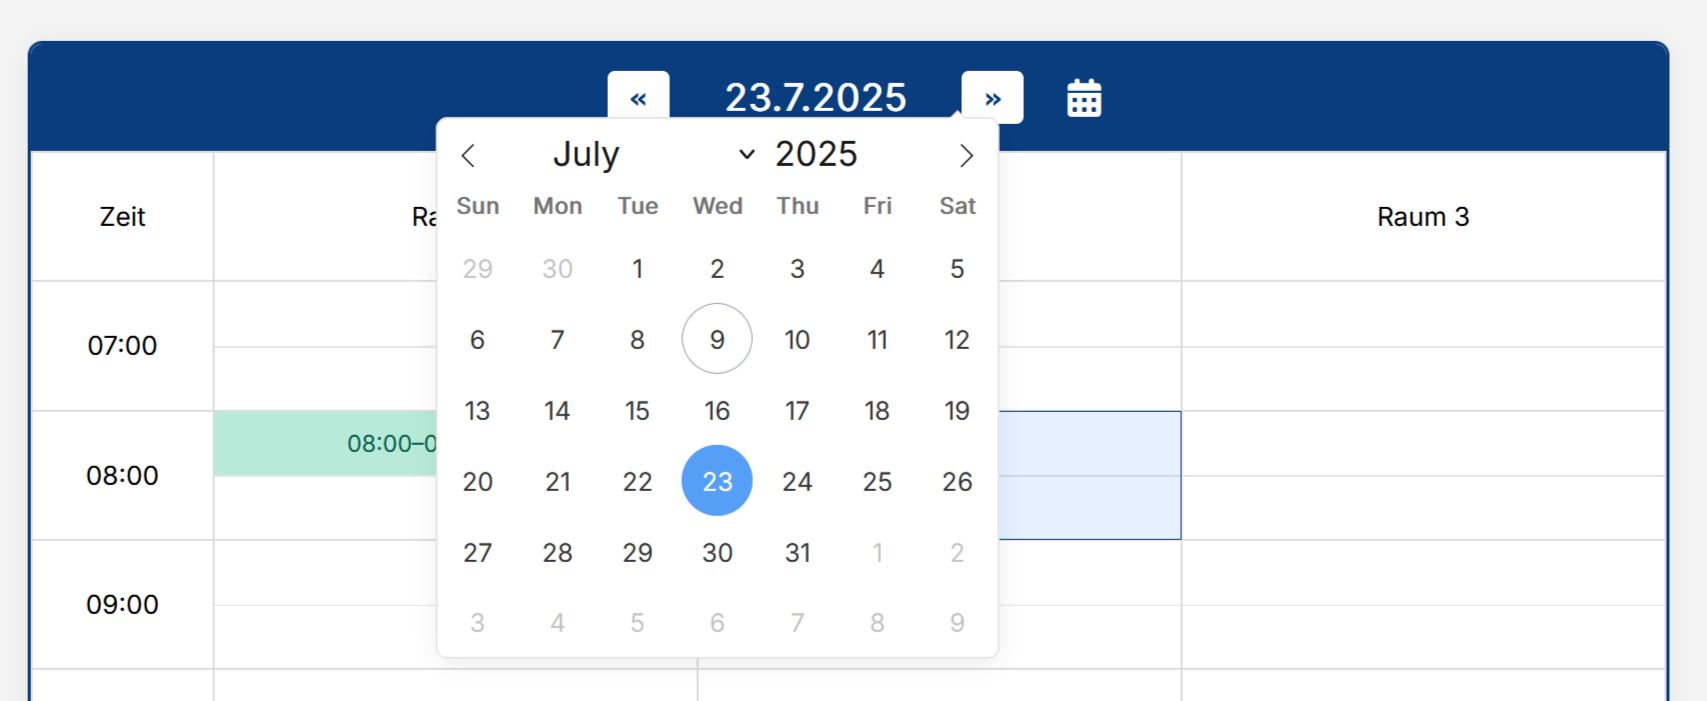 « 23.7.2025 »
July 2025
Sun Mon Tue Wed Thu Fri Sat
29 30 1 2 3 4 5
6 7 8 9 10 11 12
13 14 15 16 17 18 19
20 21 22 23 24 25 26
27 28 29 30 31 1 2
3 4 5 6 7 8 9
Zeit Ra Raum 3
07:00
08:00 08:00–0
09:00